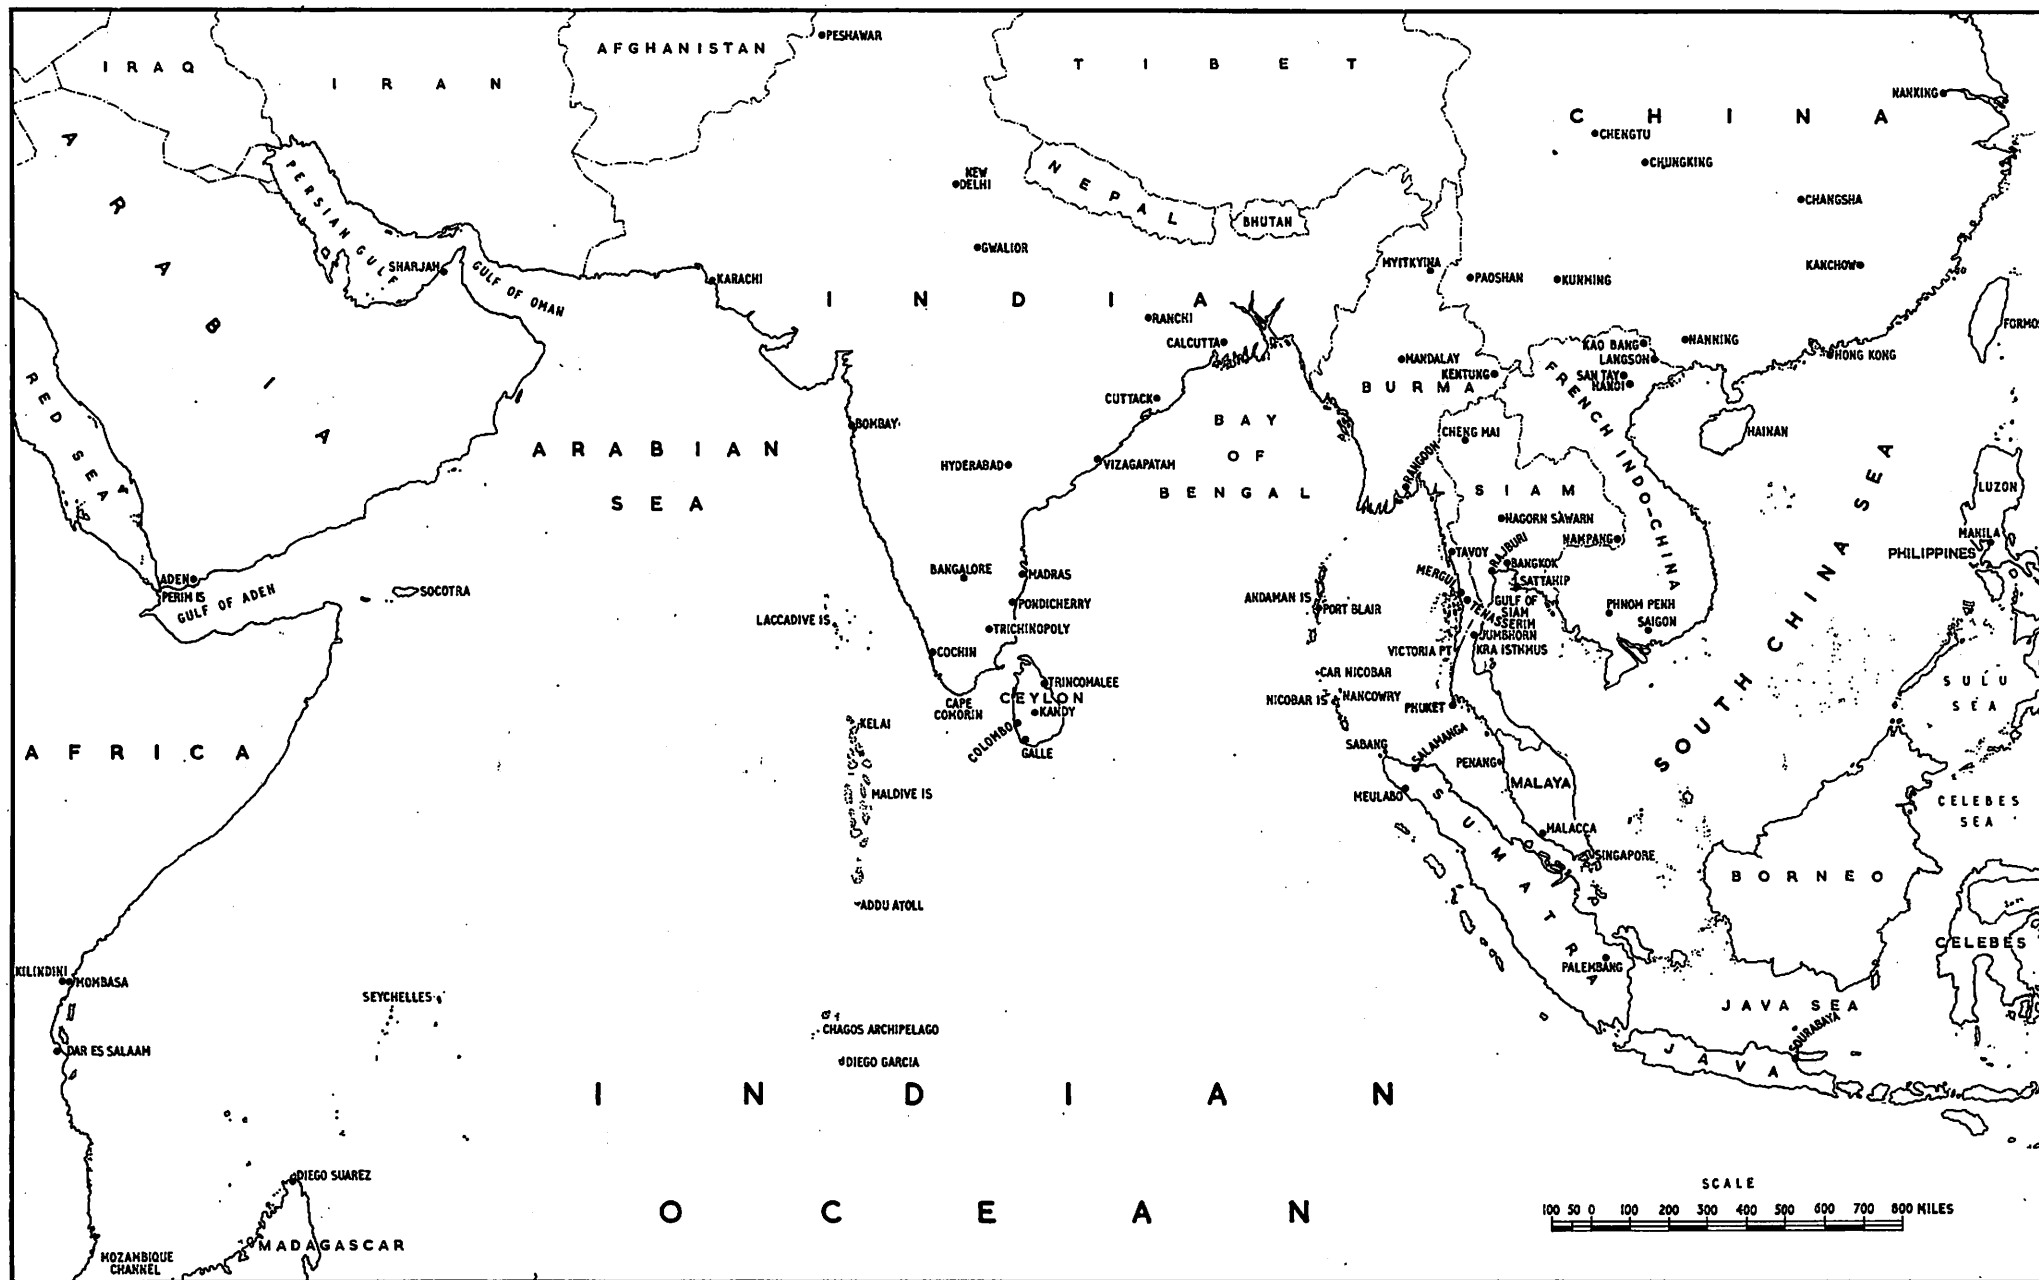 IRAQ
IRAN
AFGHANISTAN
PESHAWAR
TIBET
CHINA
NANKING
CHENGTU
CHUNGKING
CHANGSHA
KANCHOW
ARABIA
PERSIAN GULF
SHARJAH
GULF OF OMAN
KARACHI
NEW
DELHI
GWALIOR
NEPAL
BHUTAN
INDIA
RANCHI
CALCUTTA
MYITKYINA
PAOSHAN
KUNMING
MANDALAY
KENTUNG
BURMA
KAO BANG
LANGSON
SAN TAY
HANOI
NANNING
HONG KONG
FORMOS
FRENCH INDO-CHINA
HAINAN
RED SEA
ARABIAN
SEA
BOMBAY
HYDERABAD
CUTTACK
VIZAGAPATAM
BAY
OF
BENGAL
CHENG MAI
RANGOON
SIAM
NAGORN SAWARN
NAMPANG
LUZON
MANILA
PHILIPPINES
ADEN
PERIM IS
GULF OF ADEN
SOCOTRA
BANGALORE
MADRAS
PONDICHERRY
TRICHINOPOLY
LACCADIVE IS
COCHIN
CAPE
COMORIN
CEYLON
TRINCOMALEE
KANDY
COLOMBO
GALLE
ANDAMAN IS
PORT BLAIR
TAVOY
RAJBURI
BANGKOK
SATTAHIP
MERGUI
TENASSERIM
GULF OF
SIAM
JUMBHORN
KRA ISTHMUS
VICTORIA PT
PHNOM PENH
SAIGON
SOUTH CHINA SEA
CAR NICOBAR
NICOBAR IS
NANCOWRY
PHUKET
SULU
SEA
AFRICA
KELAI
MALDIVE IS
ADDU ATOLL
SABANG
SALAMANGA
PENANG
MALAYA
MEULABO
SUMATRA
MALACCA
SINGAPORE
PALEMBANG
BORNEO
CELEBES
SEA
CELEBES
JAVA SEA
SOURABAYA
JAVA
KILINDINI
MOMBASA
DAR ES SALAAM
SEYCHELLES
CHAGOS ARCHIPELAGO
DIEGO GARCIA
INDIAN
OCEAN
DIEGO SUAREZ
MADAGASCAR
MOZAMBIQUE
CHANNEL
SCALE
100 50 0 100 200 300 400 500 600 700 800 MILES